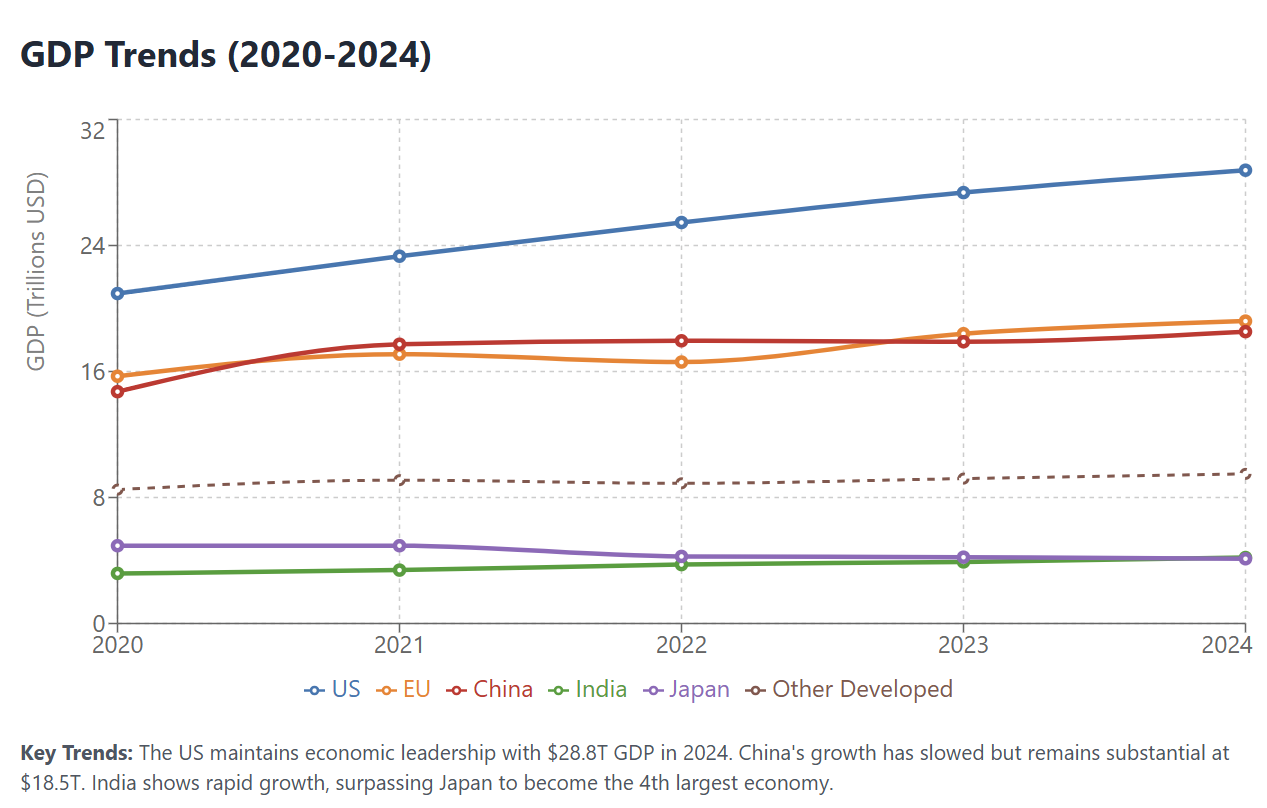 GDP Trends (2020-2024)
GDP (Trillions USD)
32
24
16
8
0
2020 2021 2022 2023 2024
US EU China India Japan Other Developed
Key Trends: The US maintains economic leadership with $28.8T GDP in 2024. China's growth has slowed but remains substantial at
$18.5T. India shows rapid growth, surpassing Japan to become the 4th largest economy.